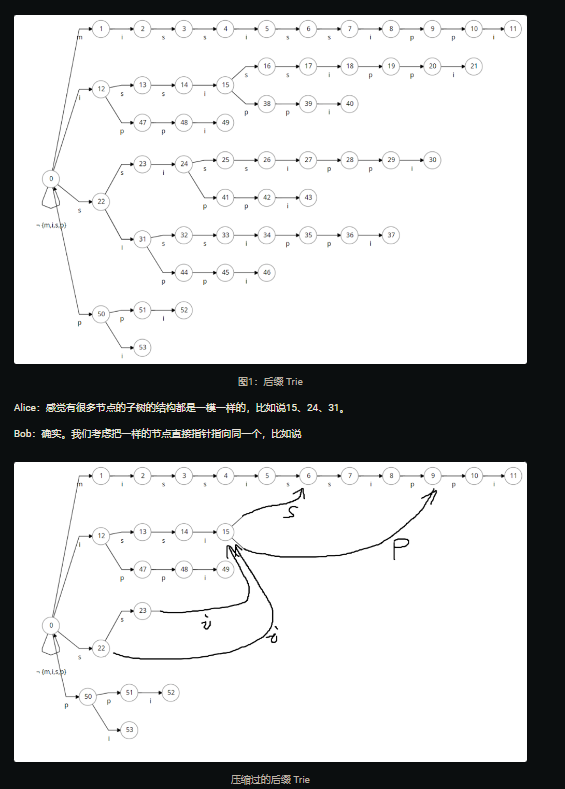 m 1 i 2 s 3 s 4 i 5 s 6 s 7 i 8 p 9 p 10 i 11
i 12 s 13 s 14 i 15 s 16 s 17 i 18 p 19 p 20 i 21
p 38 p 39 i 40
p 47 p 48 i 49
s 22 s 23 i 24 s 25 s 26 i 27 p 28 p 29 i 30
p 41 p 42 i 43
0
¬ {m,i,s,p}
i 31 s 32 s 33 i 34 p 35 p 36 i 37
p 44 p 45 i 46
p 50 p 51 i 52
i 53
图1：后缀 Trie
Alice：感觉有很多节点的子树的结构都是一模一样的，比如说15、24、31。
Bob：确实。我们考虑把一样的节点直接指针指向同一个，比如说
m 1 i 2 s 3 s 4 i 5 s 6 s 7 i 8 p 9 p 10 i 11
s
i 12 s 13 s 14 i 15
P
p 47 p 48 i 49
s 23
i
0
s 22
i
¬ {m,i,s,p}
p 50 p 51 i 52
i 53
压缩过的后缀 Trie